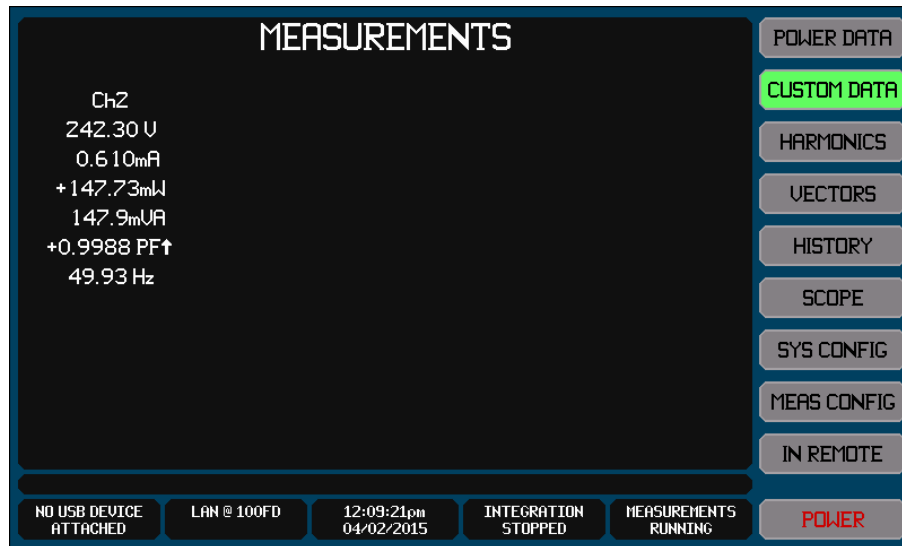 MEASUREMENTS
Ch2
242.30 V
0.610mA
+147.73mW
147.9mVA
+0.9988 PF↑
49.93 Hz
POWER DATA
CUSTOM DATA
HARMONICS
VECTORS
HISTORY
SCOPE
SYS CONFIG
MEAS CONFIG
IN REMOTE
POWER
NO USB DEVICE
ATTACHED
LAN @ 100FD
12:09:21pm
04/02/2015
INTEGRATION
STOPPED
MEASUREMENTS
RUNNING